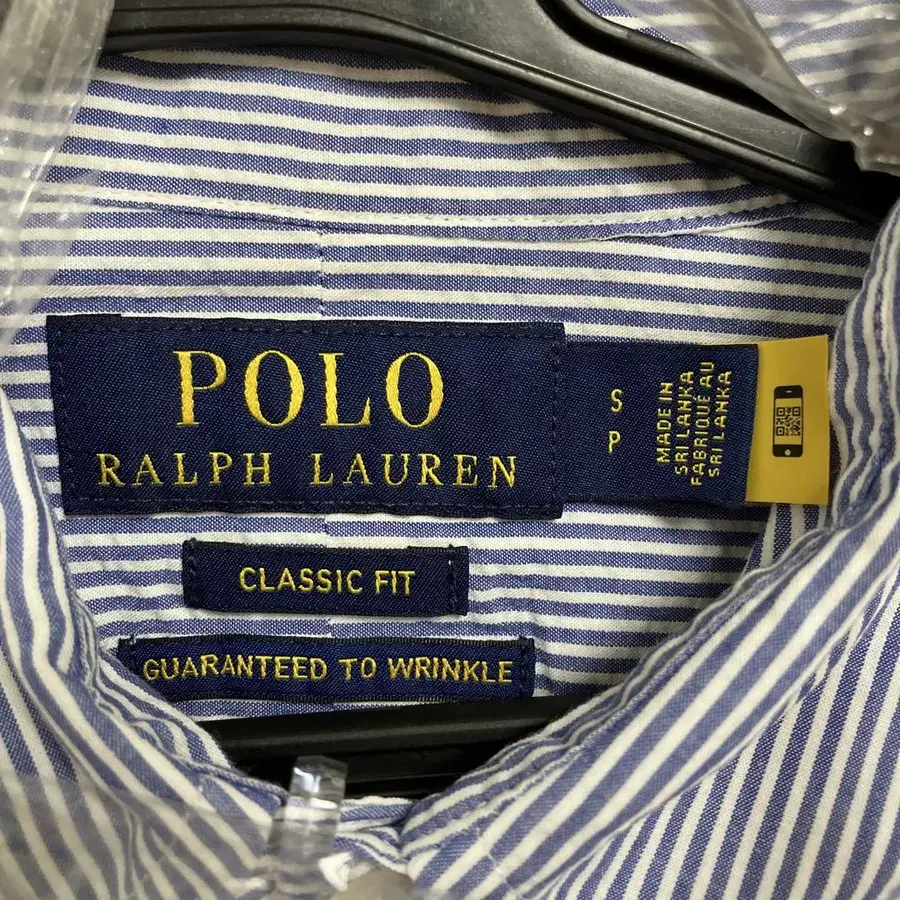 POLO
RALPH LAUREN
S
P
MADE IN
SRI LANKA
FABRIQUÉ AU
SRI LANKA
CLASSIC FIT
GUARANTEED TO WRINKLE